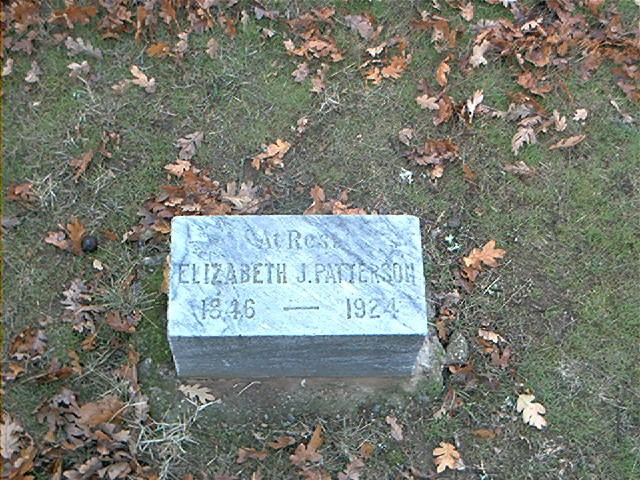 At Rest
ELIZABETH J. PATTERSON
1846 — 1924